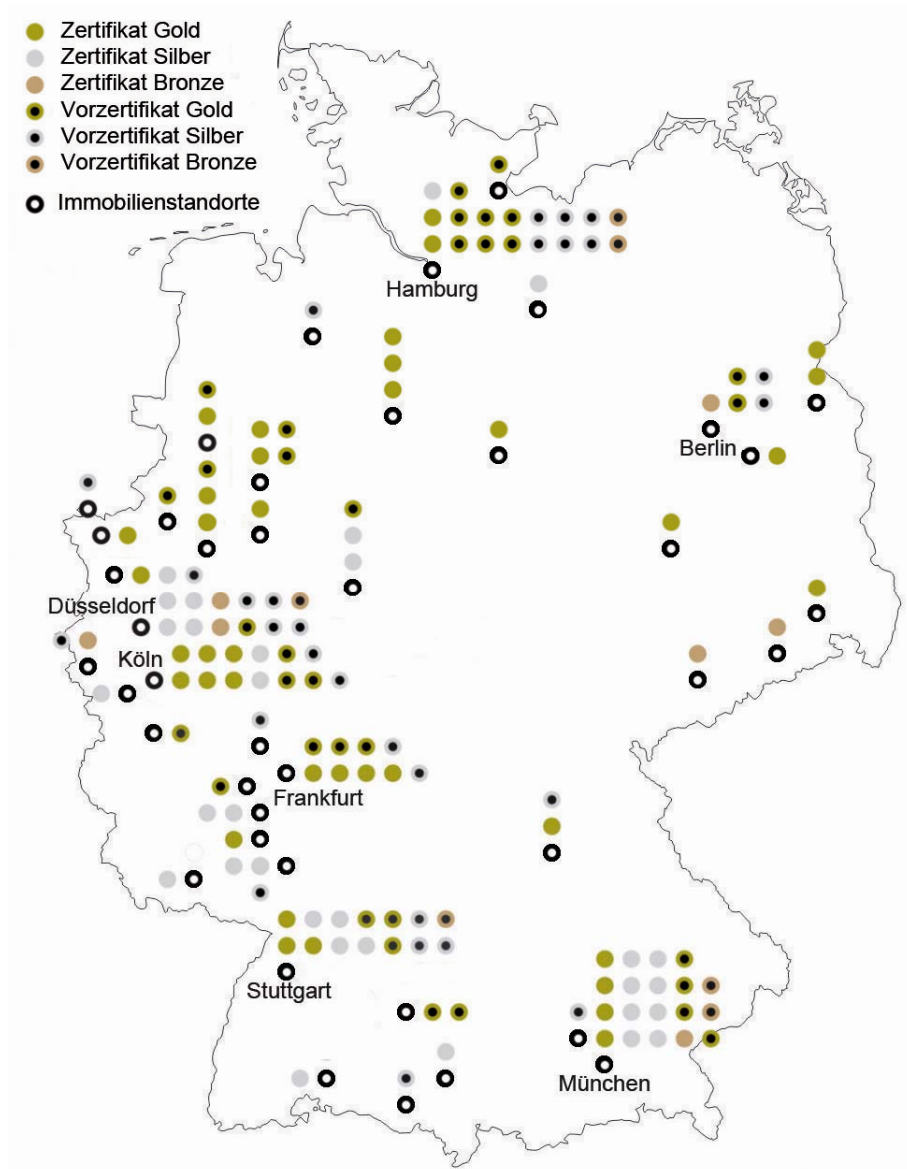 Zertifikat Gold
Zertifikat Silber
Zertifikat Bronze
Vorzertifikat Gold
Vorzertifikat Silber
Vorzertifikat Bronze
Immobilienstandorte
Hamburg
Berlin
Düsseldorf
Köln
Frankfurt
Stuttgart
München